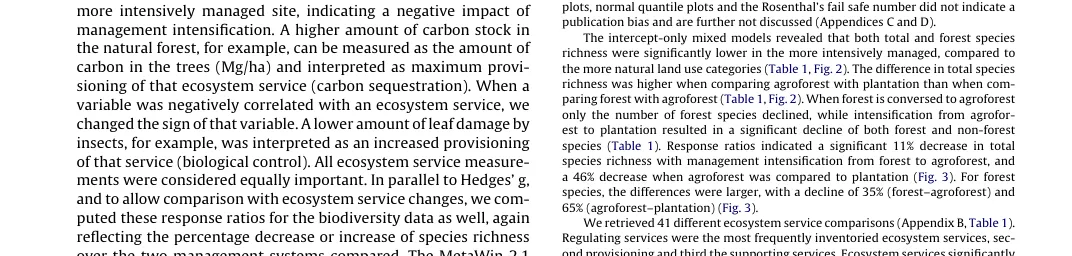 more intensively managed site, indicating a negative impact of
management intensification. A higher amount of carbon stock in
the natural forest, for example, can be measured as the amount of
carbon in the trees (Mg/ha) and interpreted as maximum provi-
sioning of that ecosystem service (carbon sequestration). When a
variable was negatively correlated with an ecosystem service, we
changed the sign of that variable. A lower amount of leaf damage by
insects, for example, was interpreted as an increased provisioning
of that service (biological control). All ecosystem service measure-
ments were considered equally important. In parallel to Hedges' g,
and to allow comparison with ecosystem service changes, we com-
puted these response ratios for the biodiversity data as well, again
reflecting the percentage decrease or increase of species richness
over the two management systems compared. The MetaWin 2.1
plots, normal quantile plots and the Rosenthal's fail safe number did not indicate a
publication bias and are further not discussed (Appendices C and D).
The intercept-only mixed models revealed that both total and forest species
richness were significantly lower in the more intensively managed, compared to
the more natural land use categories (Table 1, Fig. 2). The difference in total species
richness was higher when comparing agroforest with plantation than when com-
paring forest with agroforest (Table 1, Fig. 2). When forest is converted to agroforest
only the number of forest species declined, while intensification from agrofor-
est to plantation resulted in a significant decline of both forest and non-forest
species (Table 1). Response ratios indicated a significant 11% decrease in total
species richness with management intensification from forest to agroforest, and
a 46% decrease when agroforest was compared to plantation (Fig. 3). For forest
species, the differences were larger, with a decline of 35% (forest–agroforest) and
65% (agroforest–plantation) (Fig. 3).
We retrieved 41 different ecosystem service comparisons (Appendix B, Table 1).
Regulating services were the most frequently inventoried ecosystem services, sec-
ond provisioning and third the supporting services. Ecosystem services significantly